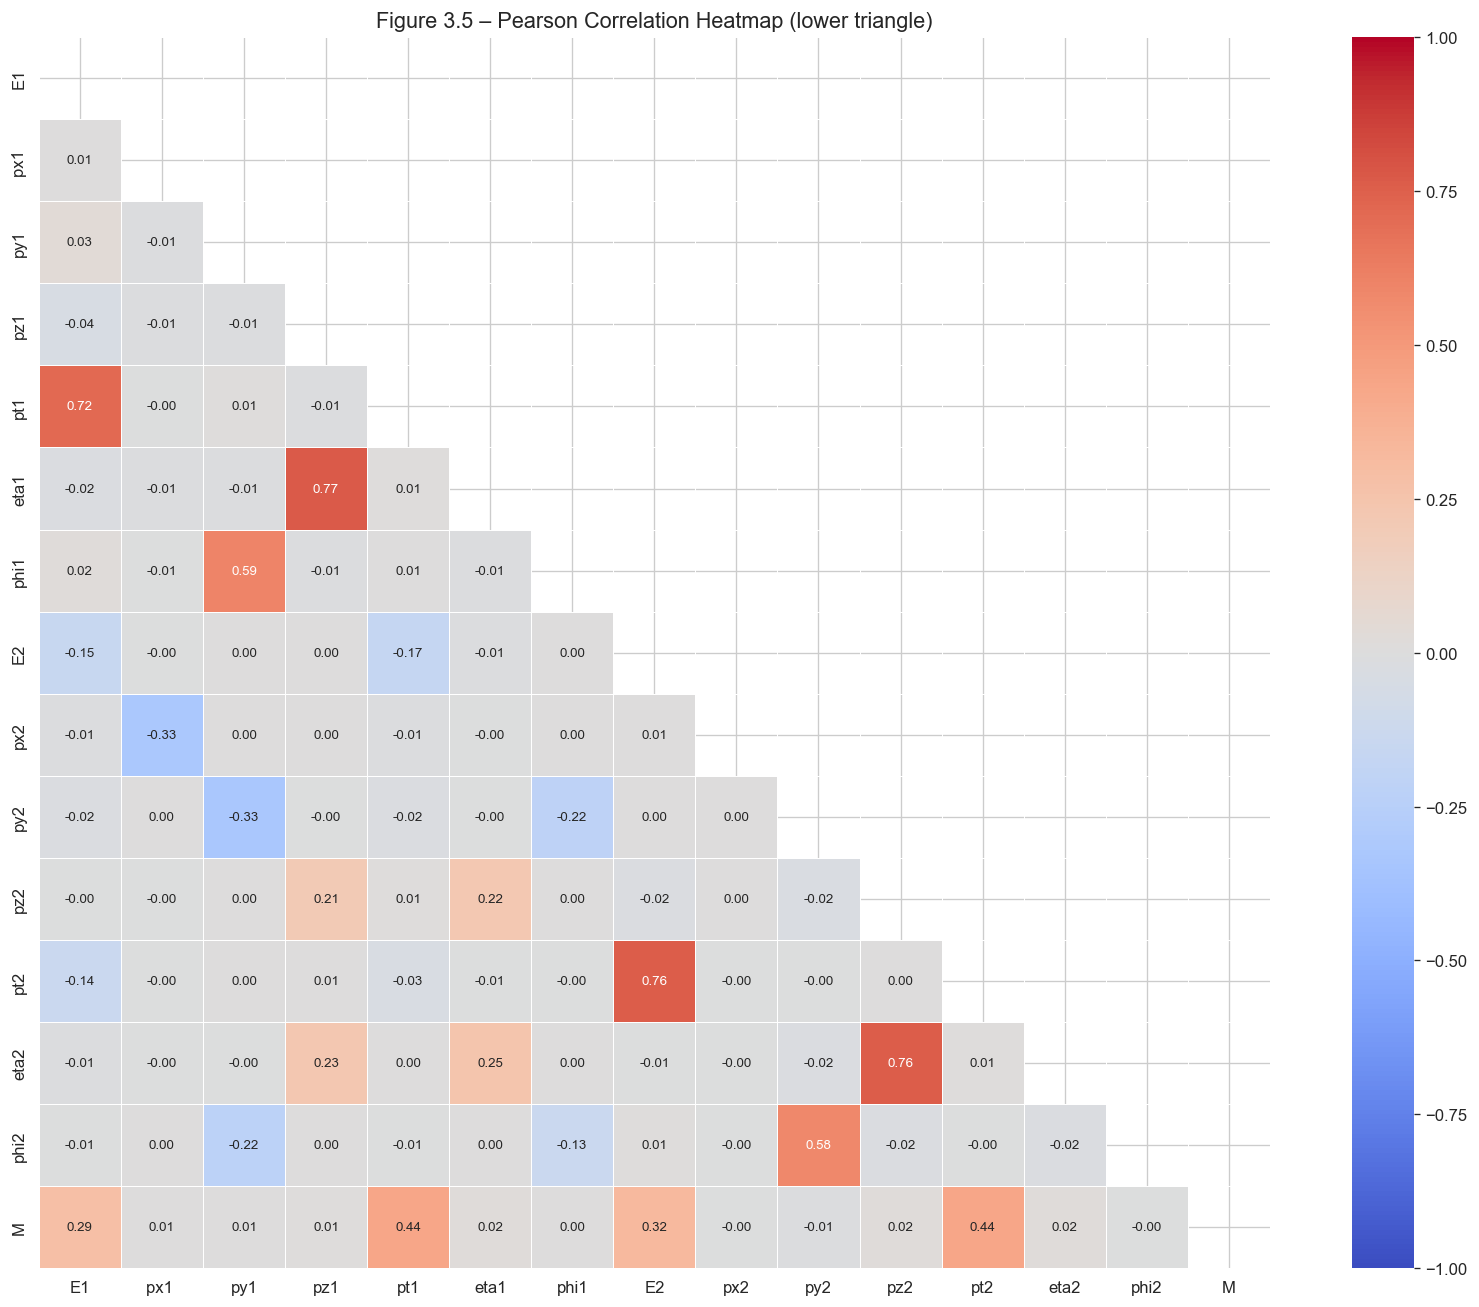 Figure 3.5 – Pearson Correlation Heatmap (lower triangle)
E1
px1 0.01
py1 0.03 -0.01
pz1 -0.04 -0.01 -0.01
pt1 0.72 -0.00 0.01 -0.01
eta1 -0.02 -0.01 -0.01 0.77 0.01
phi1 0.02 -0.01 0.59 -0.01 0.01 -0.01
E2 -0.15 -0.00 0.00 0.00 -0.17 -0.01 0.00
px2 -0.01 -0.33 0.00 0.00 -0.01 -0.00 0.00 0.01
py2 -0.02 0.00 -0.33 -0.00 -0.02 -0.00 -0.22 0.00 0.00
pz2 -0.00 -0.00 0.00 0.21 0.01 0.22 0.00 -0.02 0.00 -0.02
pt2 -0.14 -0.00 0.00 0.01 -0.03 -0.01 -0.00 0.76 -0.00 -0.00 0.00
eta2 -0.01 -0.00 -0.00 0.23 0.00 0.25 0.00 -0.01 -0.00 -0.02 0.76 0.01
phi2 -0.01 0.00 -0.22 0.00 -0.01 0.00 -0.13 0.01 -0.00 0.58 -0.02 -0.00 -0.02
M 0.29 0.01 0.01 0.01 0.44 0.02 0.00 0.32 -0.00 -0.01 0.02 0.44 0.02 -0.00
E1 px1 py1 pz1 pt1 eta1 phi1 E2 px2 py2 pz2 pt2 eta2 phi2 M
1.00
0.75
0.50
0.25
0.00
−0.25
−0.50
−0.75
−1.00